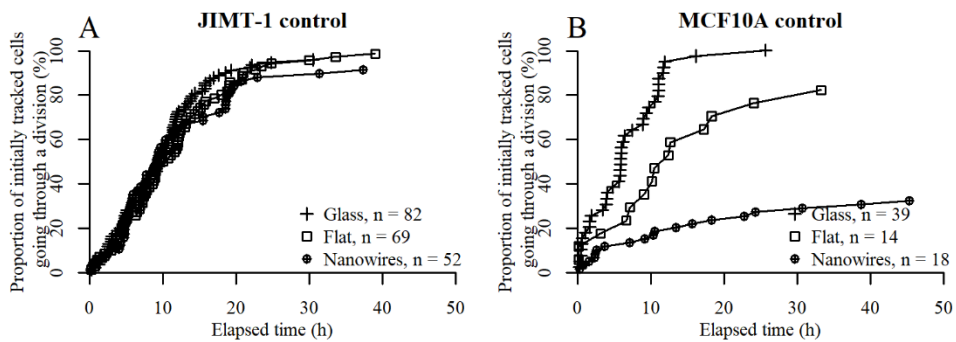 A
JIMT-1 control
Proportion of initially tracked cells
going through a division (%)
0 20 40 60 80 100
Glass, n = 82
Flat, n = 69
Nanowires, n = 52
0 10 20 30 40 50
Elapsed time (h)
B
MCF10A control
Proportion of initially tracked cells
going through a division (%)
0 20 40 60 80 100
Glass, n = 39
Flat, n = 14
Nanowires, n = 18
0 10 20 30 40 50
Elapsed time (h)